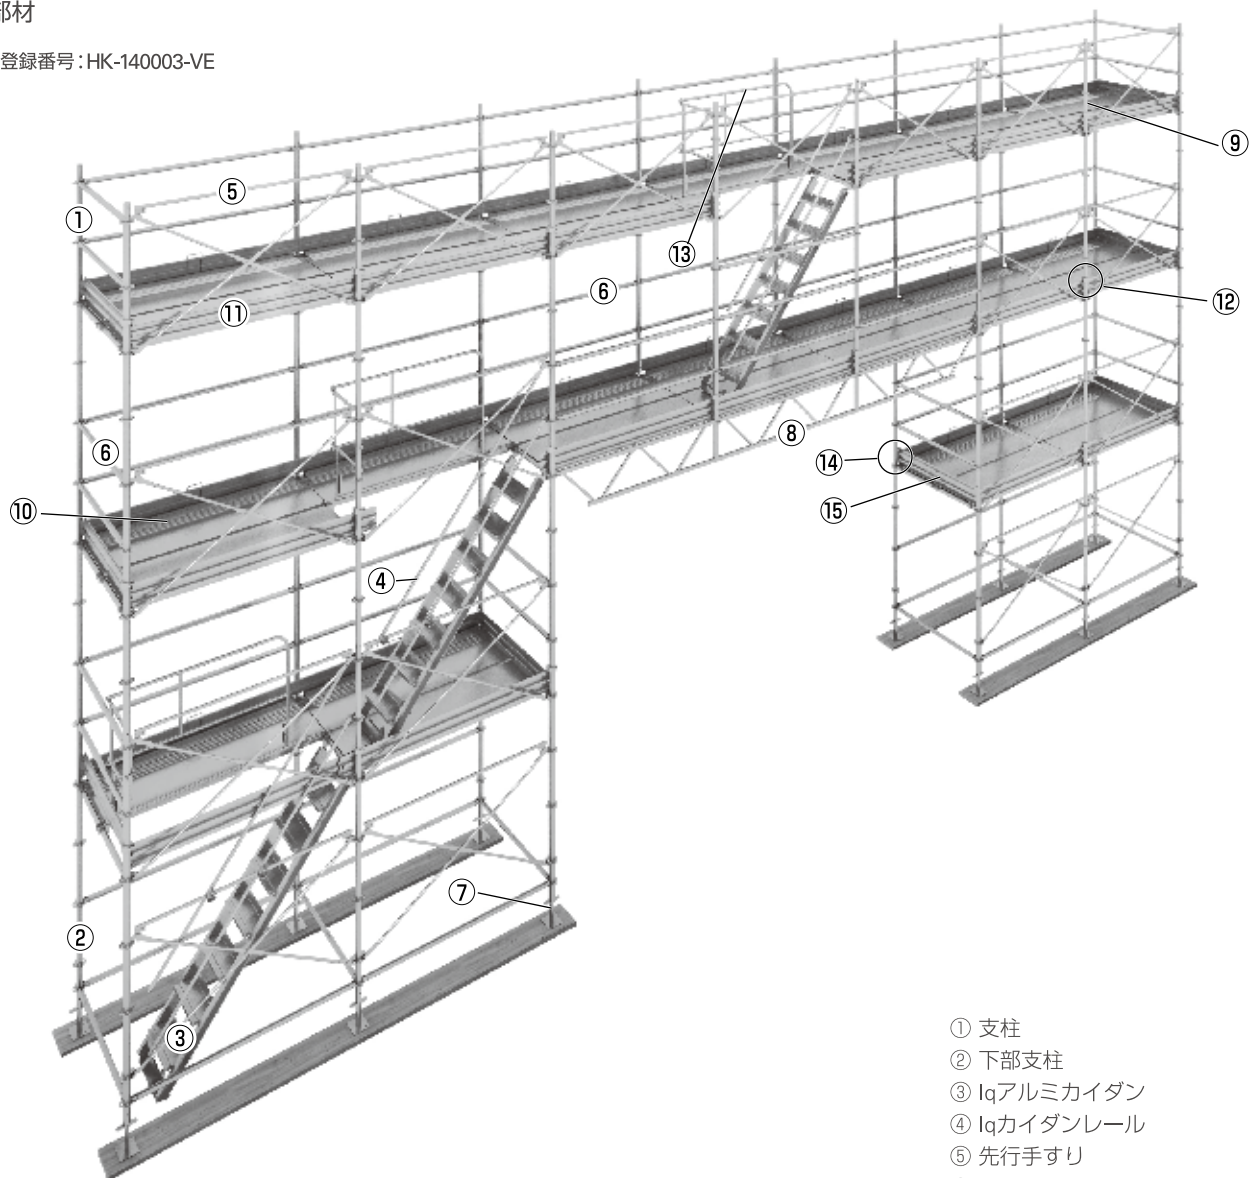 部材
登録番号：HK-140003-VE
⑨
⑤
①
⑬
⑥
⑪
⑫
⑧
⑥
⑭
⑩
⑮
④
⑦
②
③
① 支柱
② 下部支柱
③ Iqアルミカイダン
④ Iqカイダンレール
⑤ 先行手すり